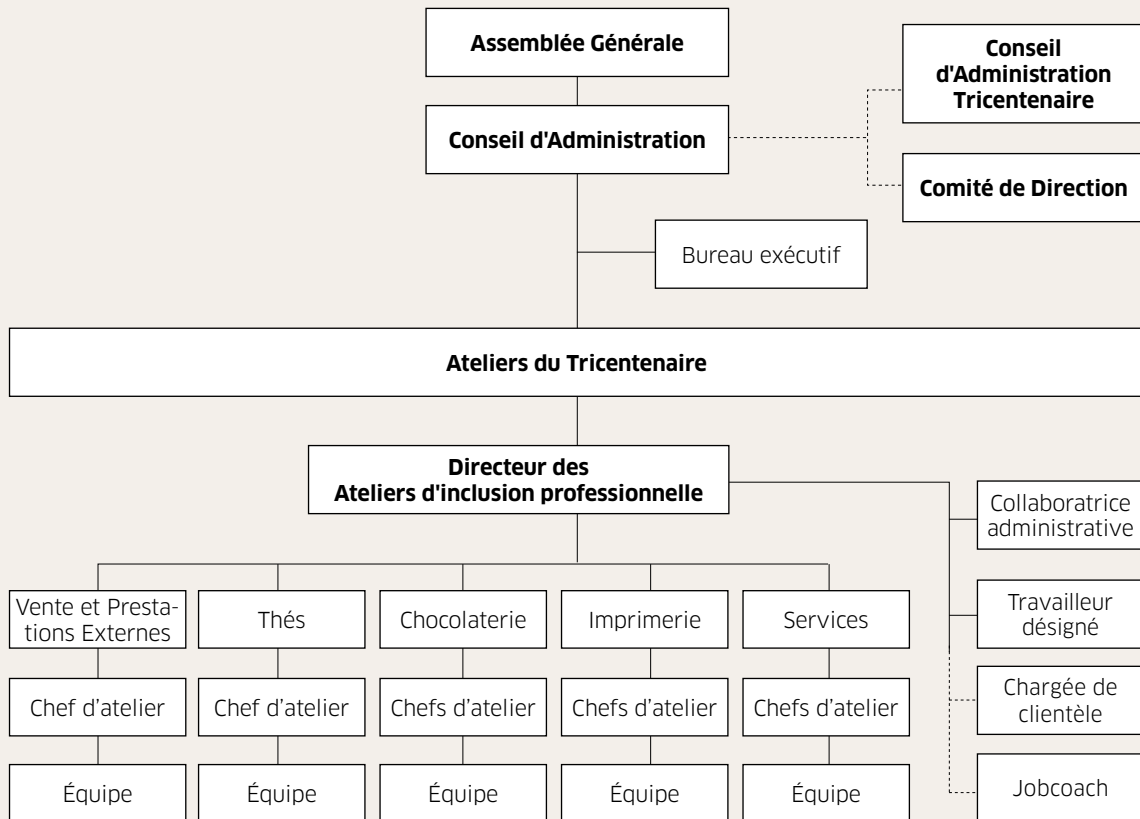 Assemblée Générale
Conseil
d'Administration
Tricentenaire
Conseil d'Administration
Comité de Direction
Bureau exécutif
Ateliers du Tricentenaire
Directeur des
Ateliers d'inclusion professionnelle
Collaboratrice
administrative
Travailleur
désigné
Chargée de
clientèle
Jobcoach
Vente et Presta-
tions Externes
Thés
Chocolaterie
Imprimerie
Services
Chef d’atelier
Chef d’atelier
Chefs d’atelier
Chefs d’atelier
Chefs d’atelier
Équipe
Équipe
Équipe
Équipe
Équipe